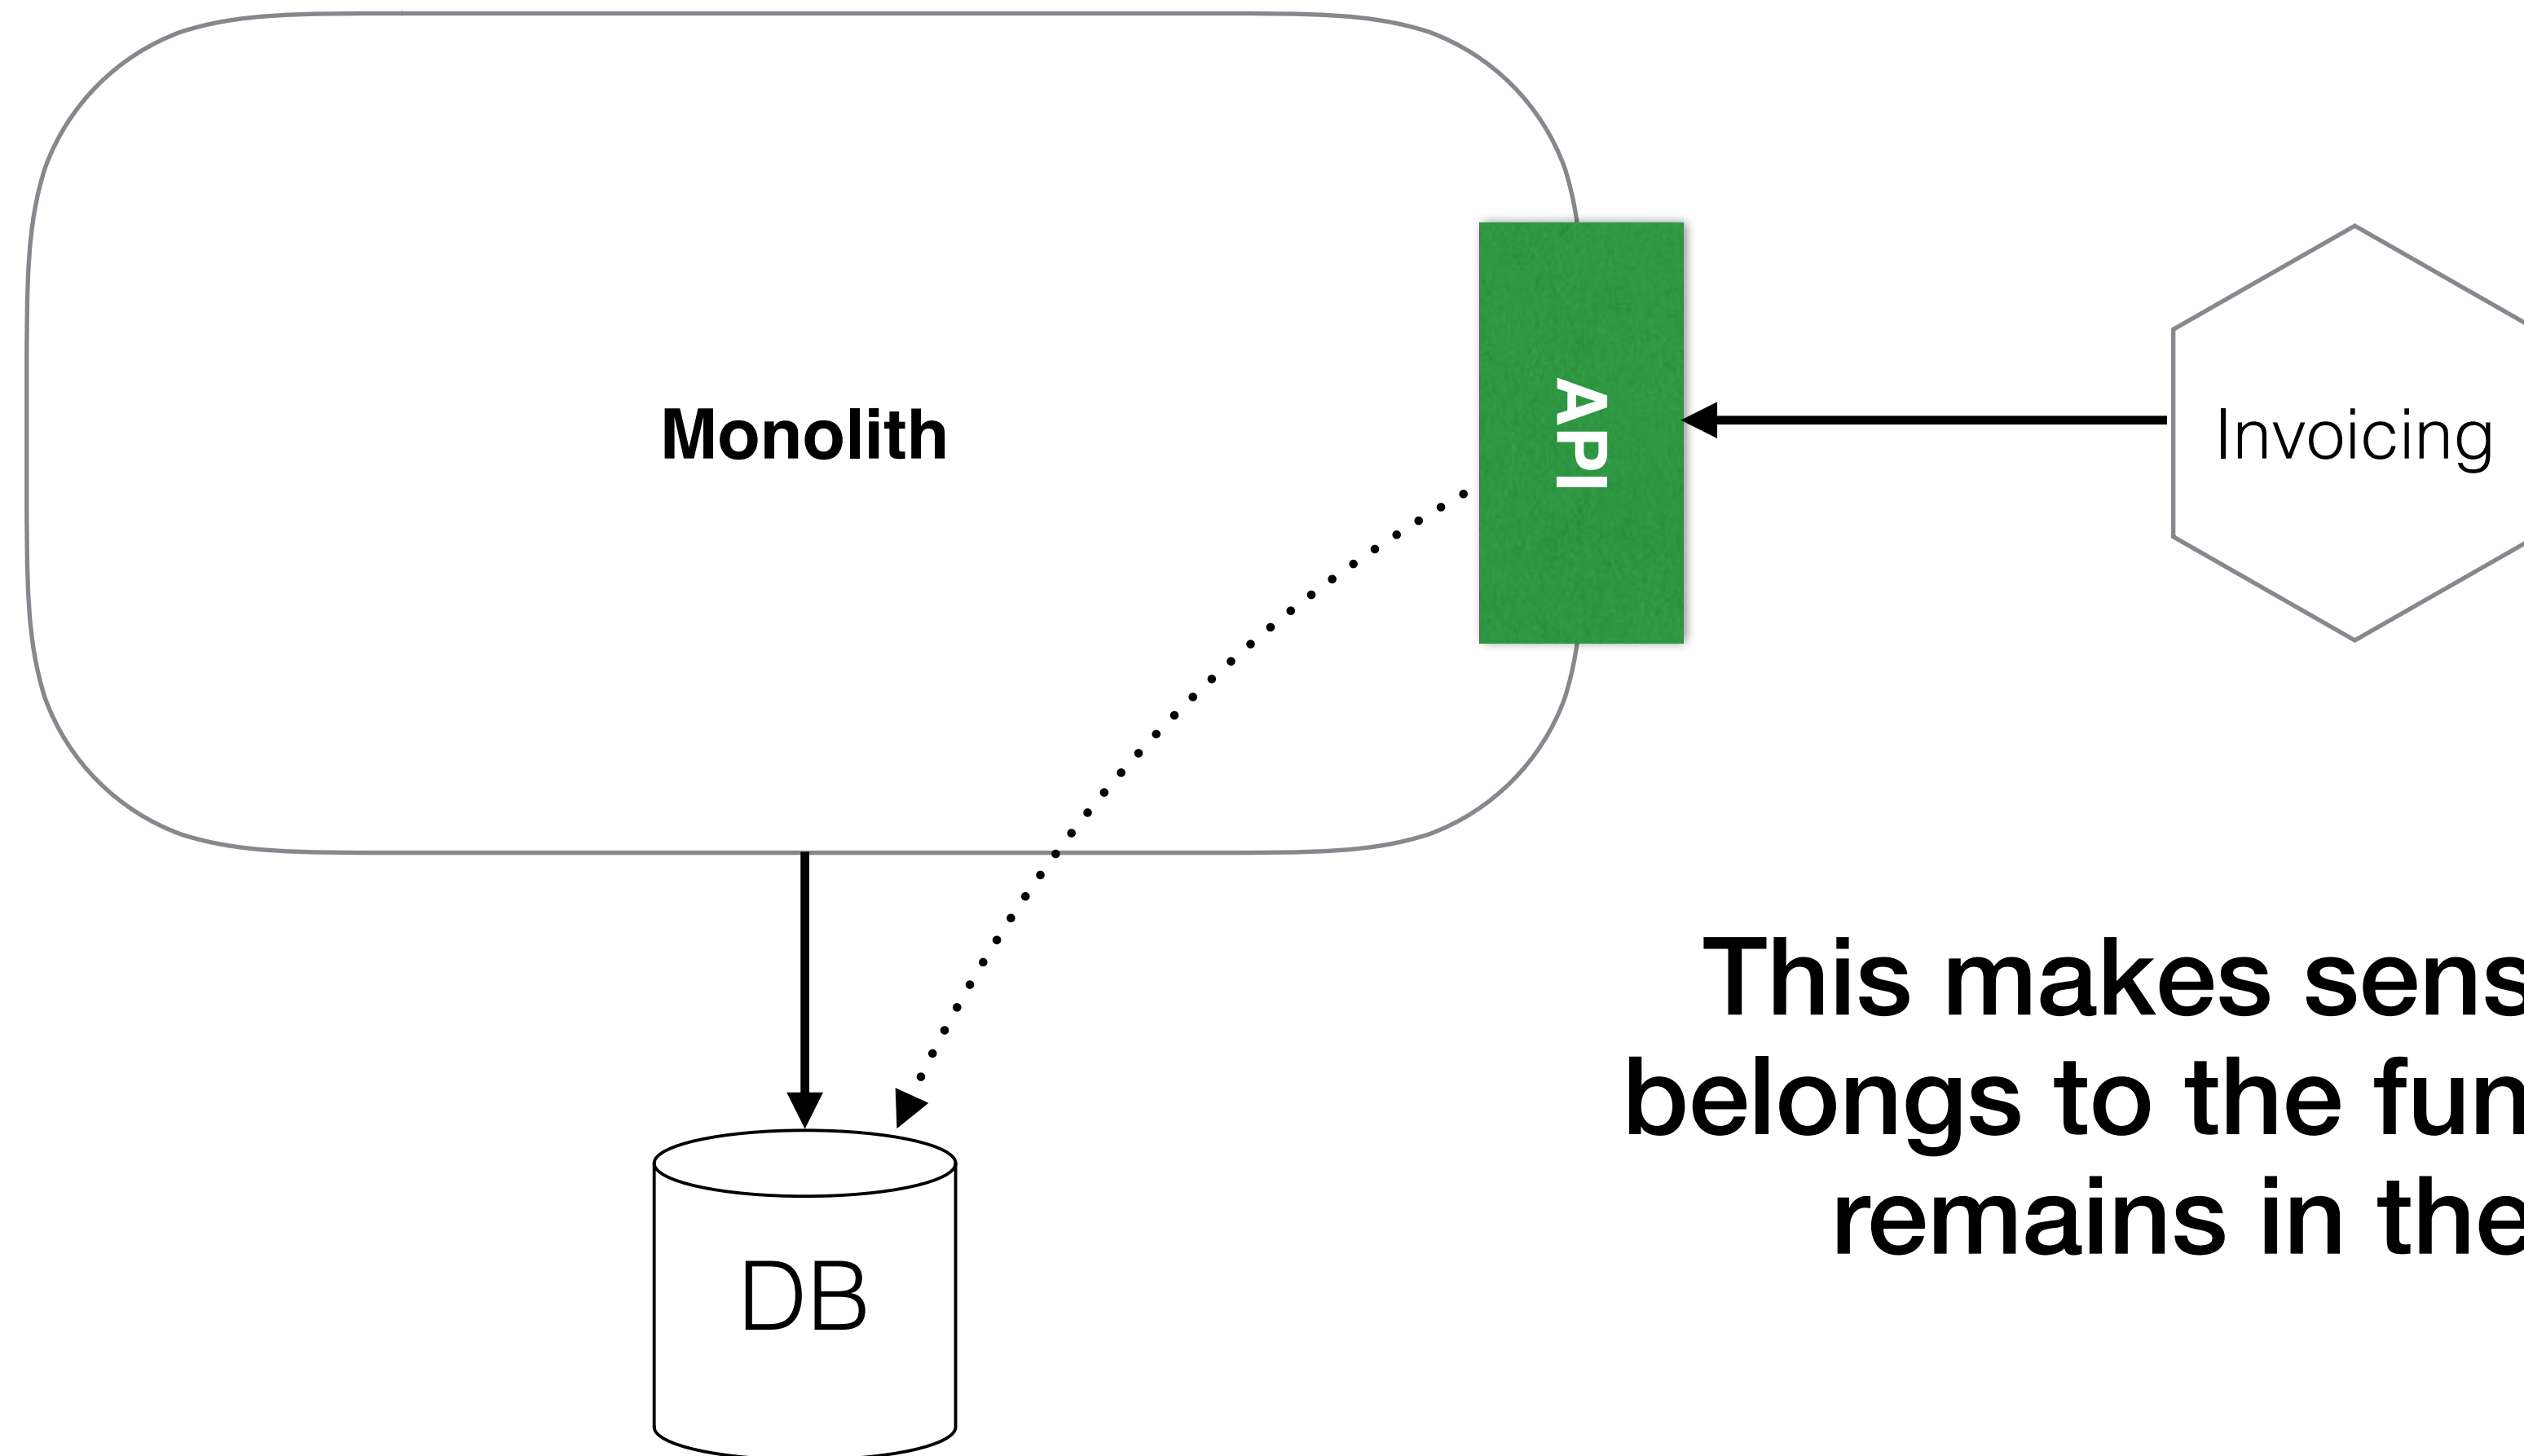 Monolith
API
Invoicing
This makes sens
belongs to the fun
remains in the
DB